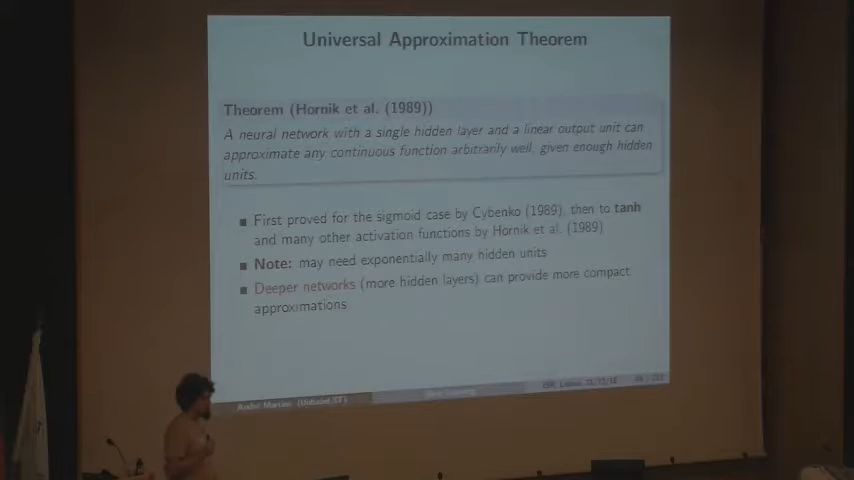 Universal Approximation Theorem
Theorem (Hornik et al. (1989))
A neural network with a single hidden layer and a linear output unit can
approximate any continuous function arbitrarily well, given enough hidden
units.
First proved for the sigmoid case by Cybenko (1989), then to tanh
and many other activation functions by Hornik et al. (1989)
Note: may need exponentially many hidden units
Deeper networks (more hidden layers) can provide more compact
approximations
André Martins